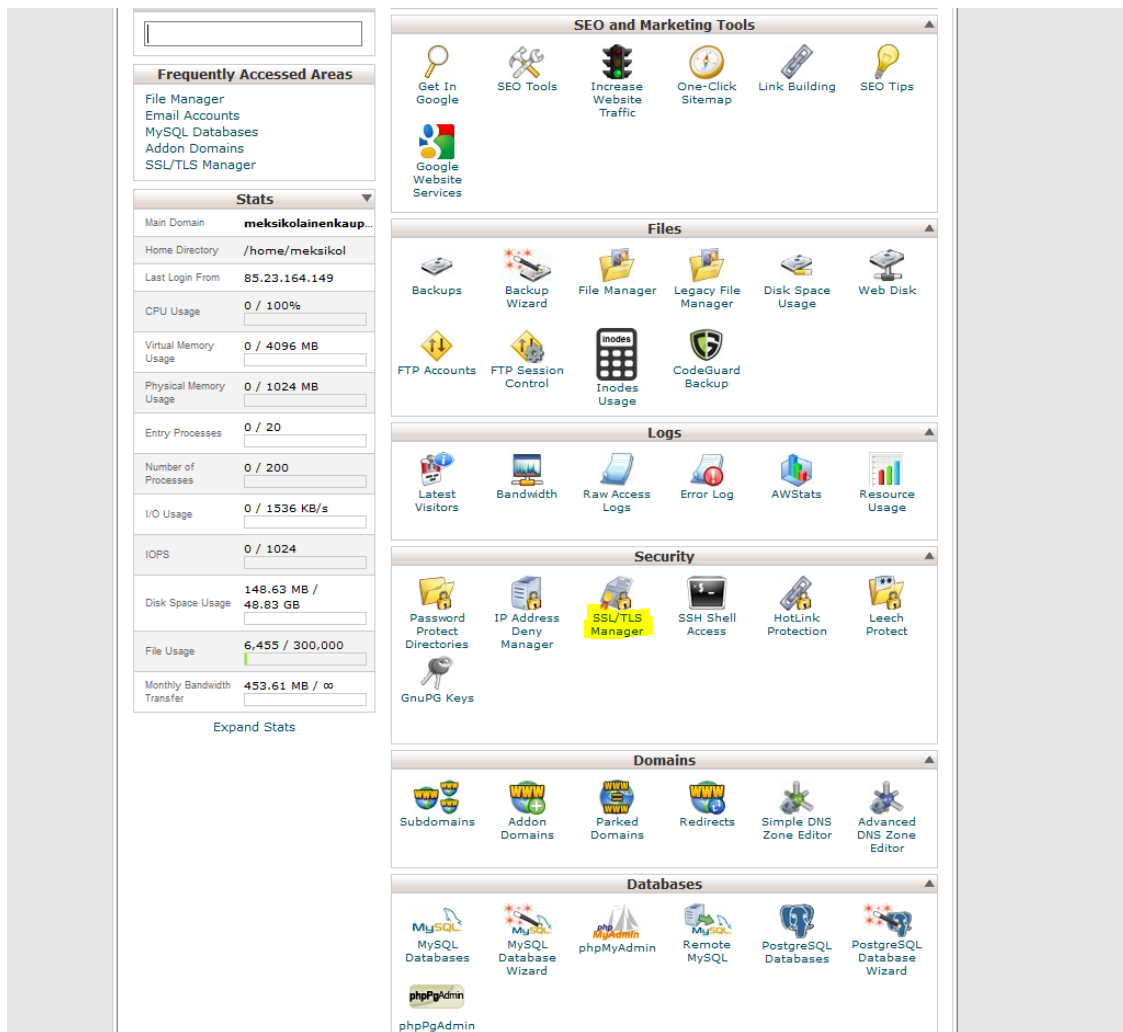 Frequently Accessed Areas
File Manager
Email Accounts
MySQL Databases
Addon Domains
SSL/TLS Manager
Stats
Main Domain meksikolainenkaup...
Home Directory /home/meksikol
Last Login From 85.23.164.149
CPU Usage 0 / 100%
Virtual Memory
Usage
0 / 4096 MB
Physical Memory
Usage
0 / 1024 MB
Entry Processes 0 / 20
Number of
Processes
0 / 200
I/O Usage 0 / 1536 KB/s
IOPS 0 / 1024
Disk Space Usage
148.63 MB /
48.83 GB
File Usage 6,455 / 300,000
Monthly Bandwidth
Transfer
453.61 MB / ∞
Expand Stats
SEO and Marketing Tools
Get In
Google
SEO Tools
Increase
Website
Traffic
One-Click
Sitemap
Link Building
SEO Tips
Google
Website
Services
Files
Backups
Backup
Wizard
File Manager
Legacy File
Manager
Disk Space
Usage
Web Disk
FTP Accounts
FTP Session
Control
inodes
Inodes
Usage
CodeGuard
Backup
Logs
Latest
Visitors
Bandwidth
Raw Access
Logs
Error Log
AWStats
Resource
Usage
Security
Password
Protect
Directories
IP Address
Deny
Manager
SSL/TLS
Manager
SSH Shell
Access
HotLink
Protection
Leech
Protect
GnuPG Keys
Domains
WWW
Subdomains
WWW
Addon
Domains
WWW
WWW
Parked
Domains
WWW
Redirects
Simple DNS
Zone Editor
Advanced
DNS Zone
Editor
Databases
MySQL
MySQL
Databases
MySQL
MySQL
Database
Wizard
php
MyAdmin
phpMyAdmin
MySQL
Remote
MySQL
PostgreSQL
Databases
PostgreSQL
Database
Wizard
phpPgAdmin
phpPgAdmin